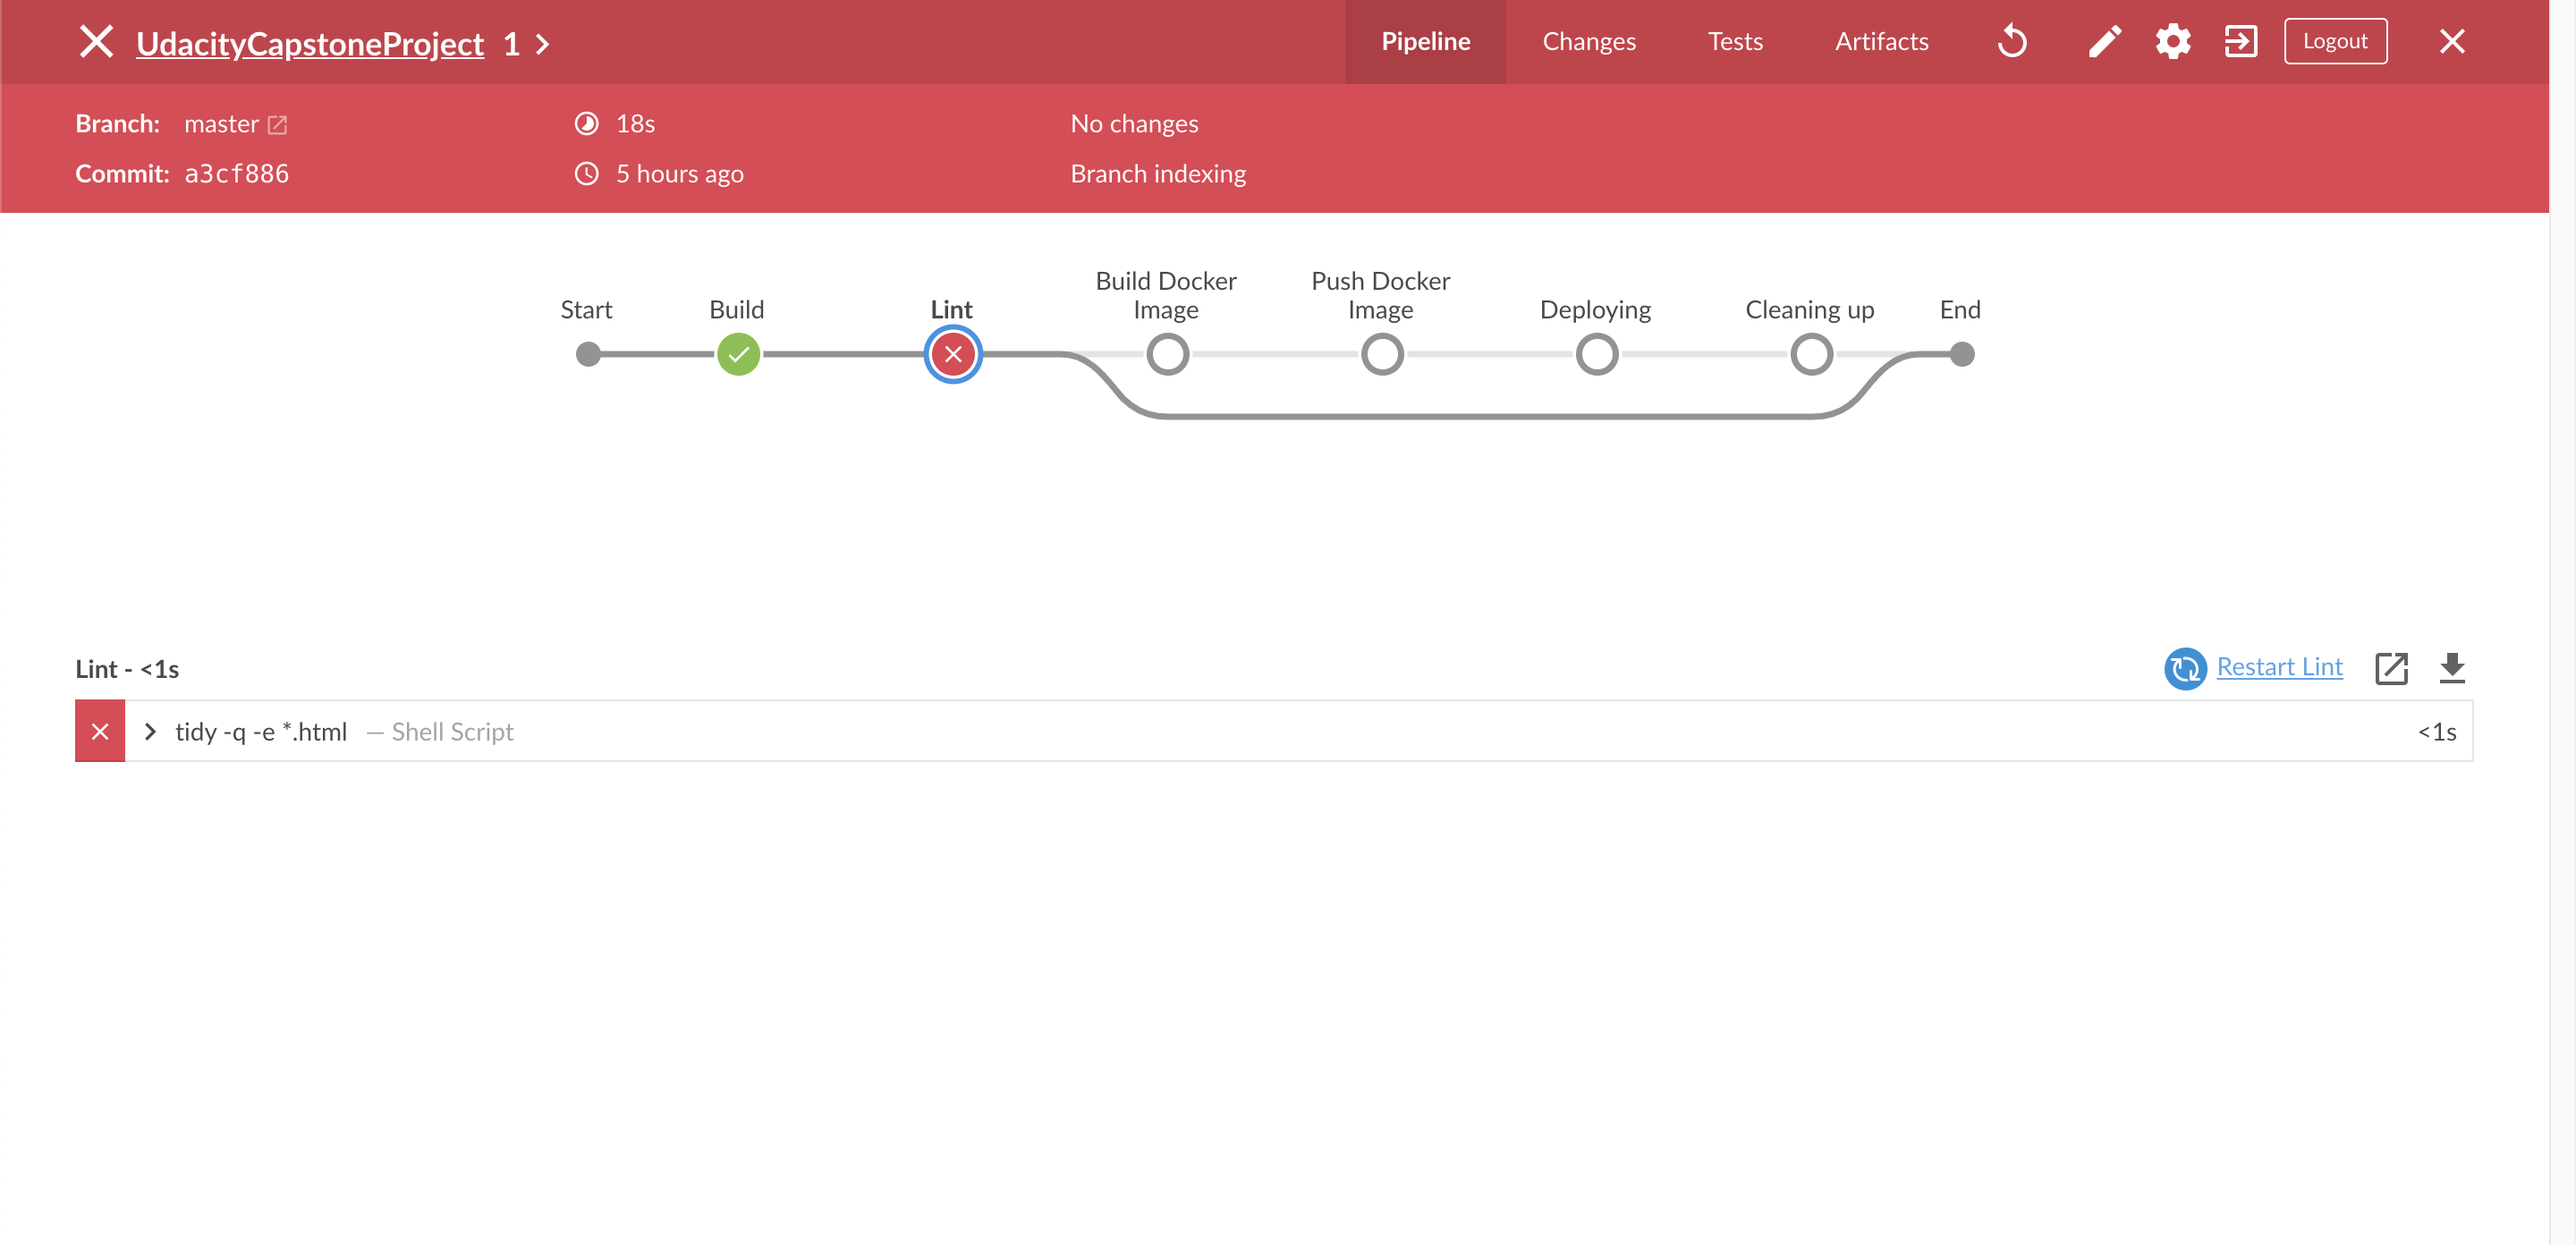 UdacityCapstoneProject 1
Pipeline Changes Tests Artifacts Logout
Branch: master 18s No changes
Commit: a3cf886 5 hours ago Branch indexing
Start Build Lint Build Docker Image Push Docker Image Deploying Cleaning up End
Lint - <1s Restart Lint
tidy -q -e *.html — Shell Script <1s